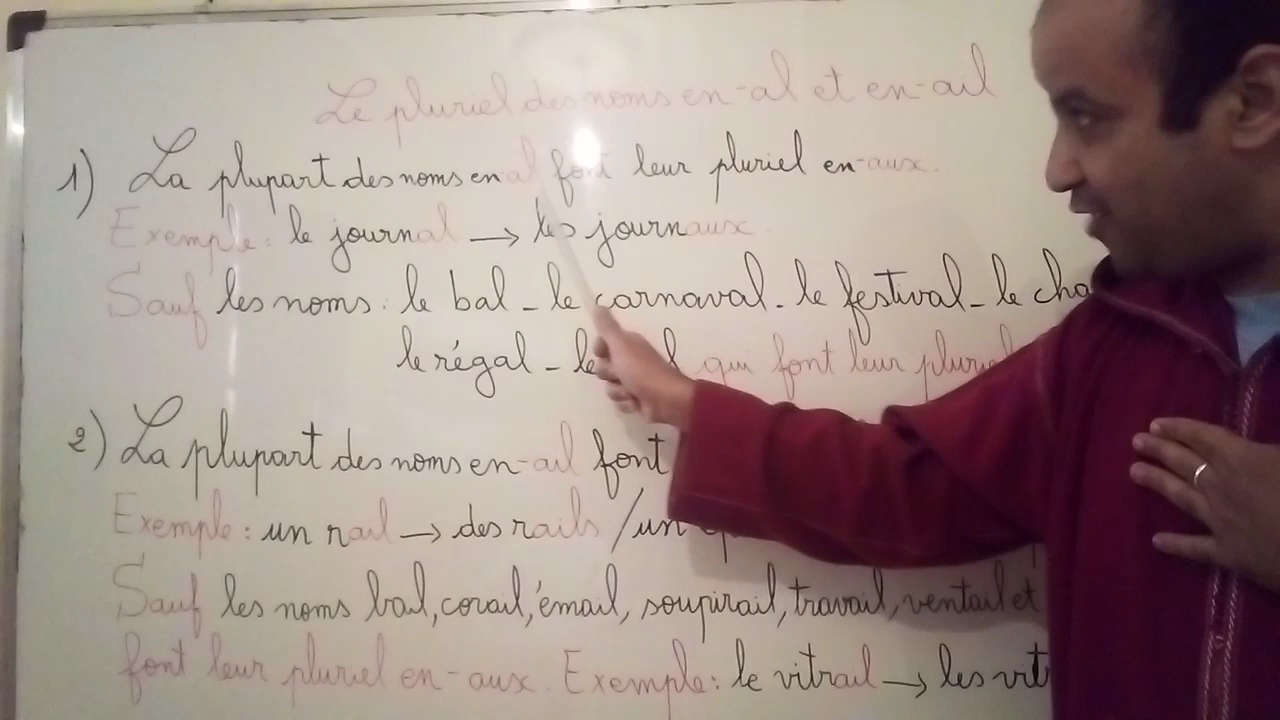 Le pluriel des noms en-al et en-ail
1) La plupart des noms en al font leur pluriel en-aux.
Exemple: le journal → les journaux
Sauf les noms: le bal - le carnaval - le festival - le
le régal - le qui font leur
2) La plupart des noms en-ail font
Exemple: un rail → des rails / un
Sauf les noms bail, corail, émail, soupirail, travail, ventail et
font leur pluriel en-aux. Exemple: le vitrail → les